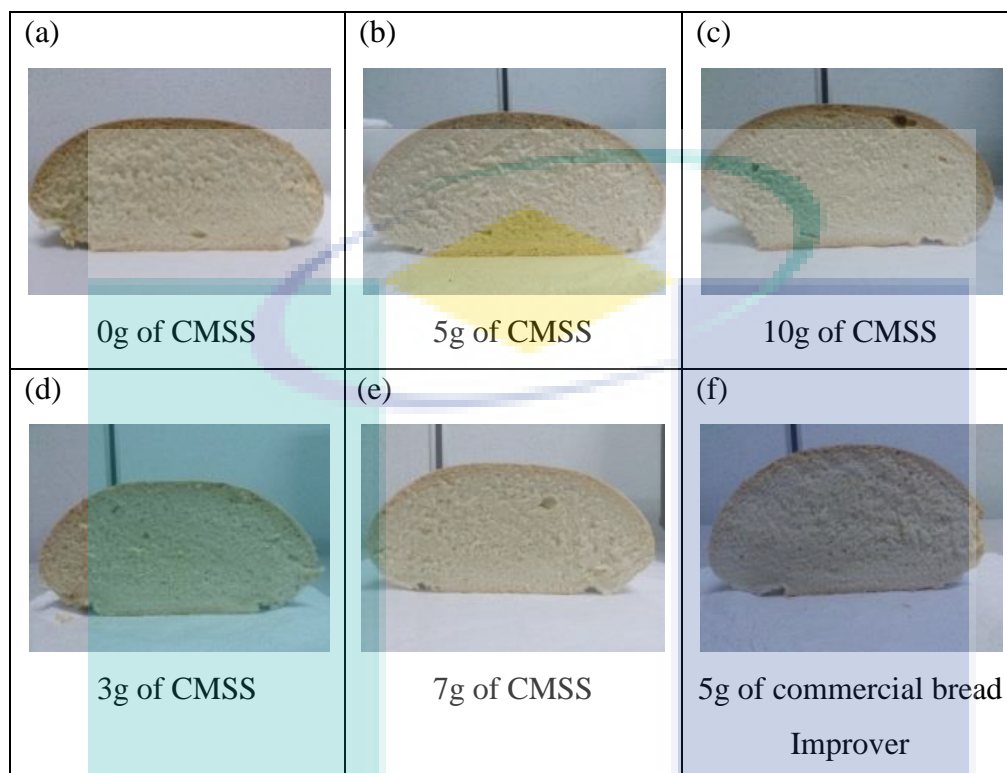 (a)
(b)
(c)
0g of CMSS
5g of CMSS
10g of CMSS
(d)
(e)
(f)
3g of CMSS
7g of CMSS
5g of commercial bread
Improver